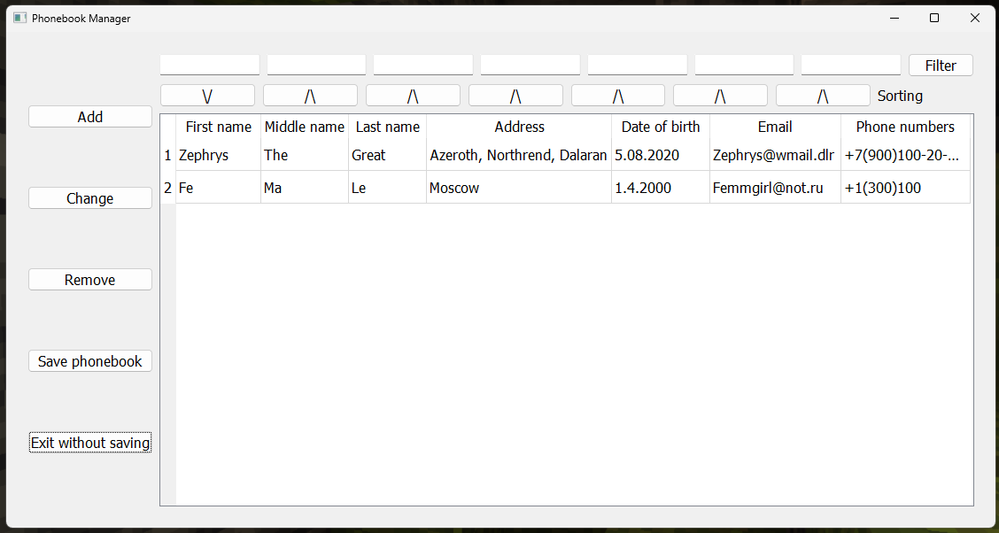 Phonebook Manager
Filter
\/ /\ /\ /\ /\ /\ /\ Sorting
Add
Change
Remove
Save phonebook
Exit without saving
First name Middle name Last name Address Date of birth Email Phone numbers
1 Zephrys The Great Azeroth, Northrend, Dalaran 5.08.2020 Zephrys@wmail.dlr +7(900)100-20-...
2 Fe Ma Le Moscow 1.4.2000 Femmgirl@not.ru +1(300)100